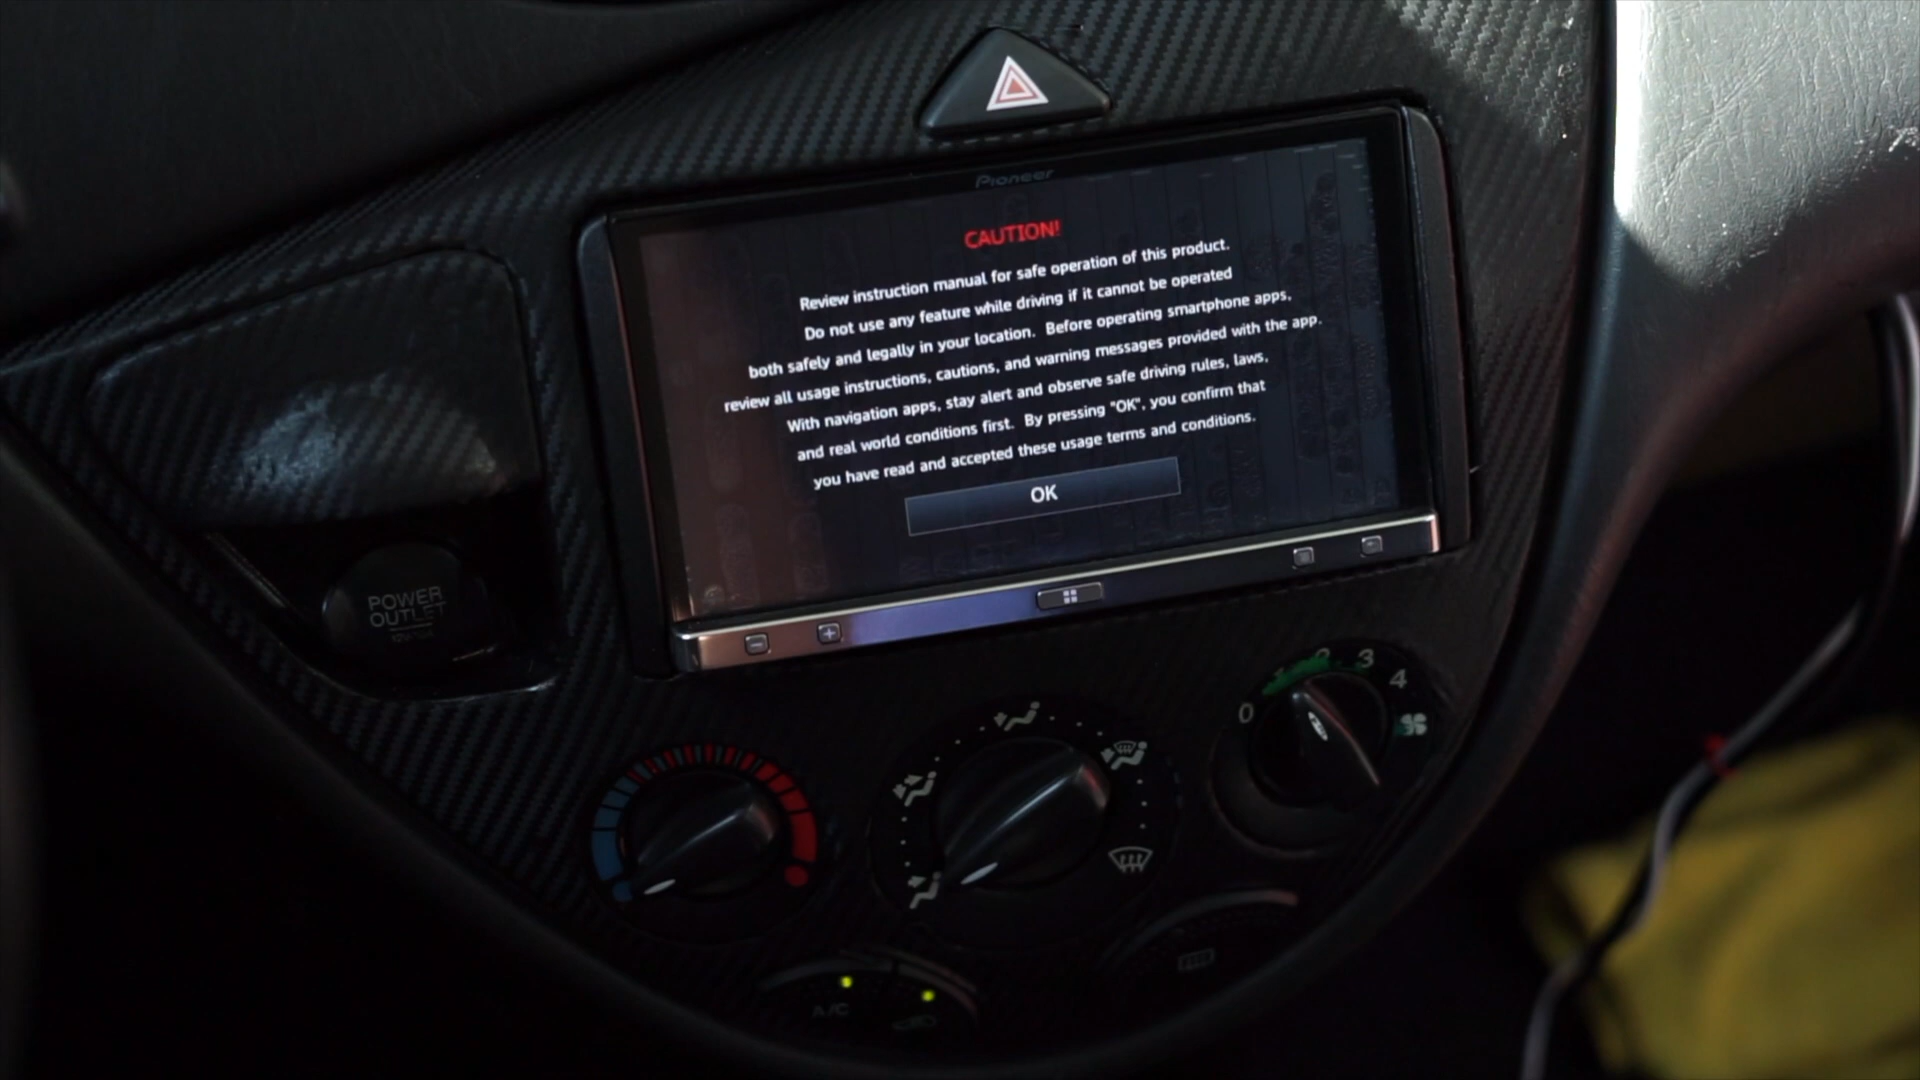 Pioneer
CAUTION!
Review instruction manual for safe operation of this product.
Do not use any feature while driving if it cannot be operated
both safely and legally in your location. Before operating smartphone apps,
review all usage instructions, cautions, and warning messages provided with the app.
With navigation apps, stay alert and observe safe driving rules, laws,
and real world conditions first. By pressing "OK", you confirm that
you have read and accepted these usage terms and conditions.
OK
POWER
OUTLET
0 2 3 4
A/C